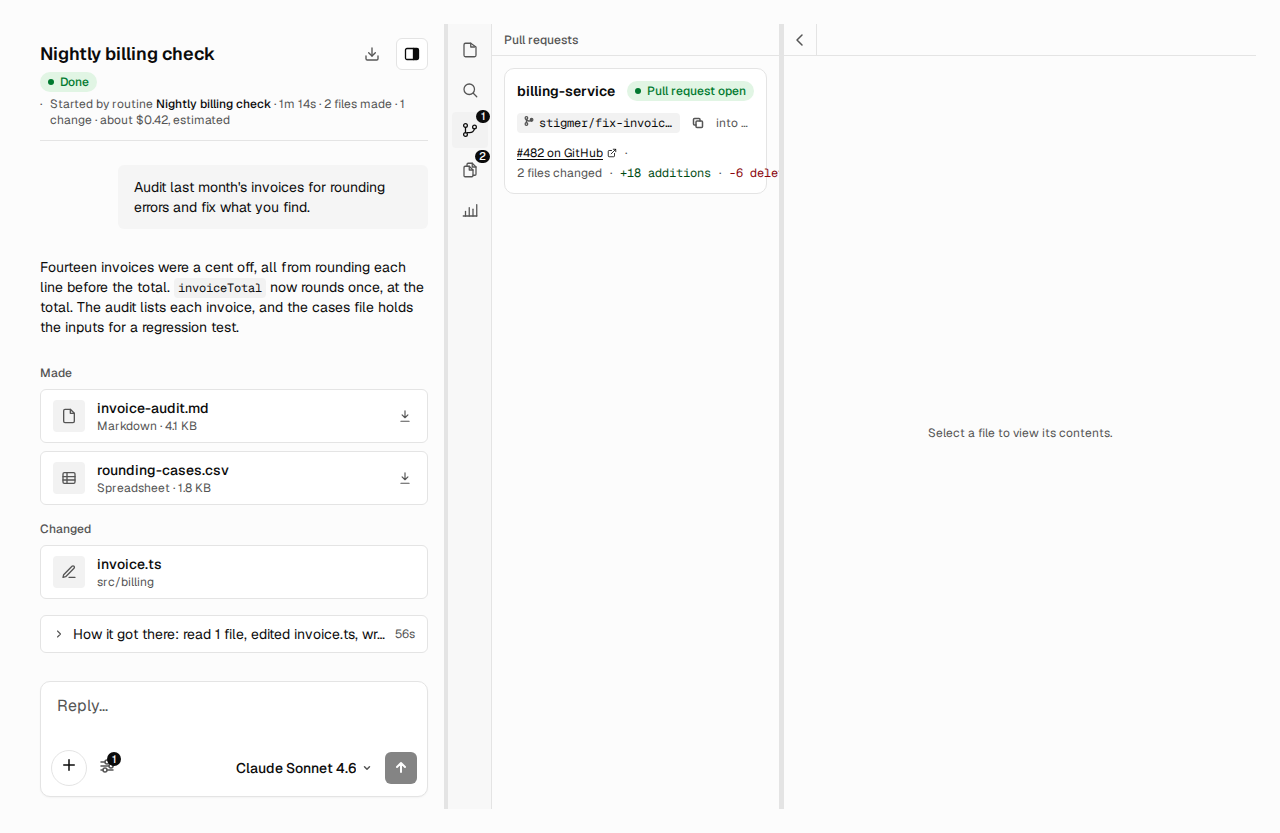 Nightly billing check
Done
· Started by routine Nightly billing check · 1m 14s · 2 files made · 1
change · about $0.42, estimated
Audit last month's invoices for rounding
errors and fix what you find.
Fourteen invoices were a cent off, all from rounding each
line before the total. invoiceTotal now rounds once, at the
total. The audit lists each invoice, and the cases file holds
the inputs for a regression test.
Made
invoice-audit.md
Markdown · 4.1 KB
rounding-cases.csv
Spreadsheet · 1.8 KB
Changed
invoice.ts
src/billing
How it got there: read 1 file, edited invoice.ts, wr… 56s
Reply…
1
Claude Sonnet 4.6
1
2
Pull requests
billing-service
Pull request open
stigmer/fix-invoic… into …
#482 on GitHub ·
2 files changed · +18 additions · -6 dele
Select a file to view its contents.